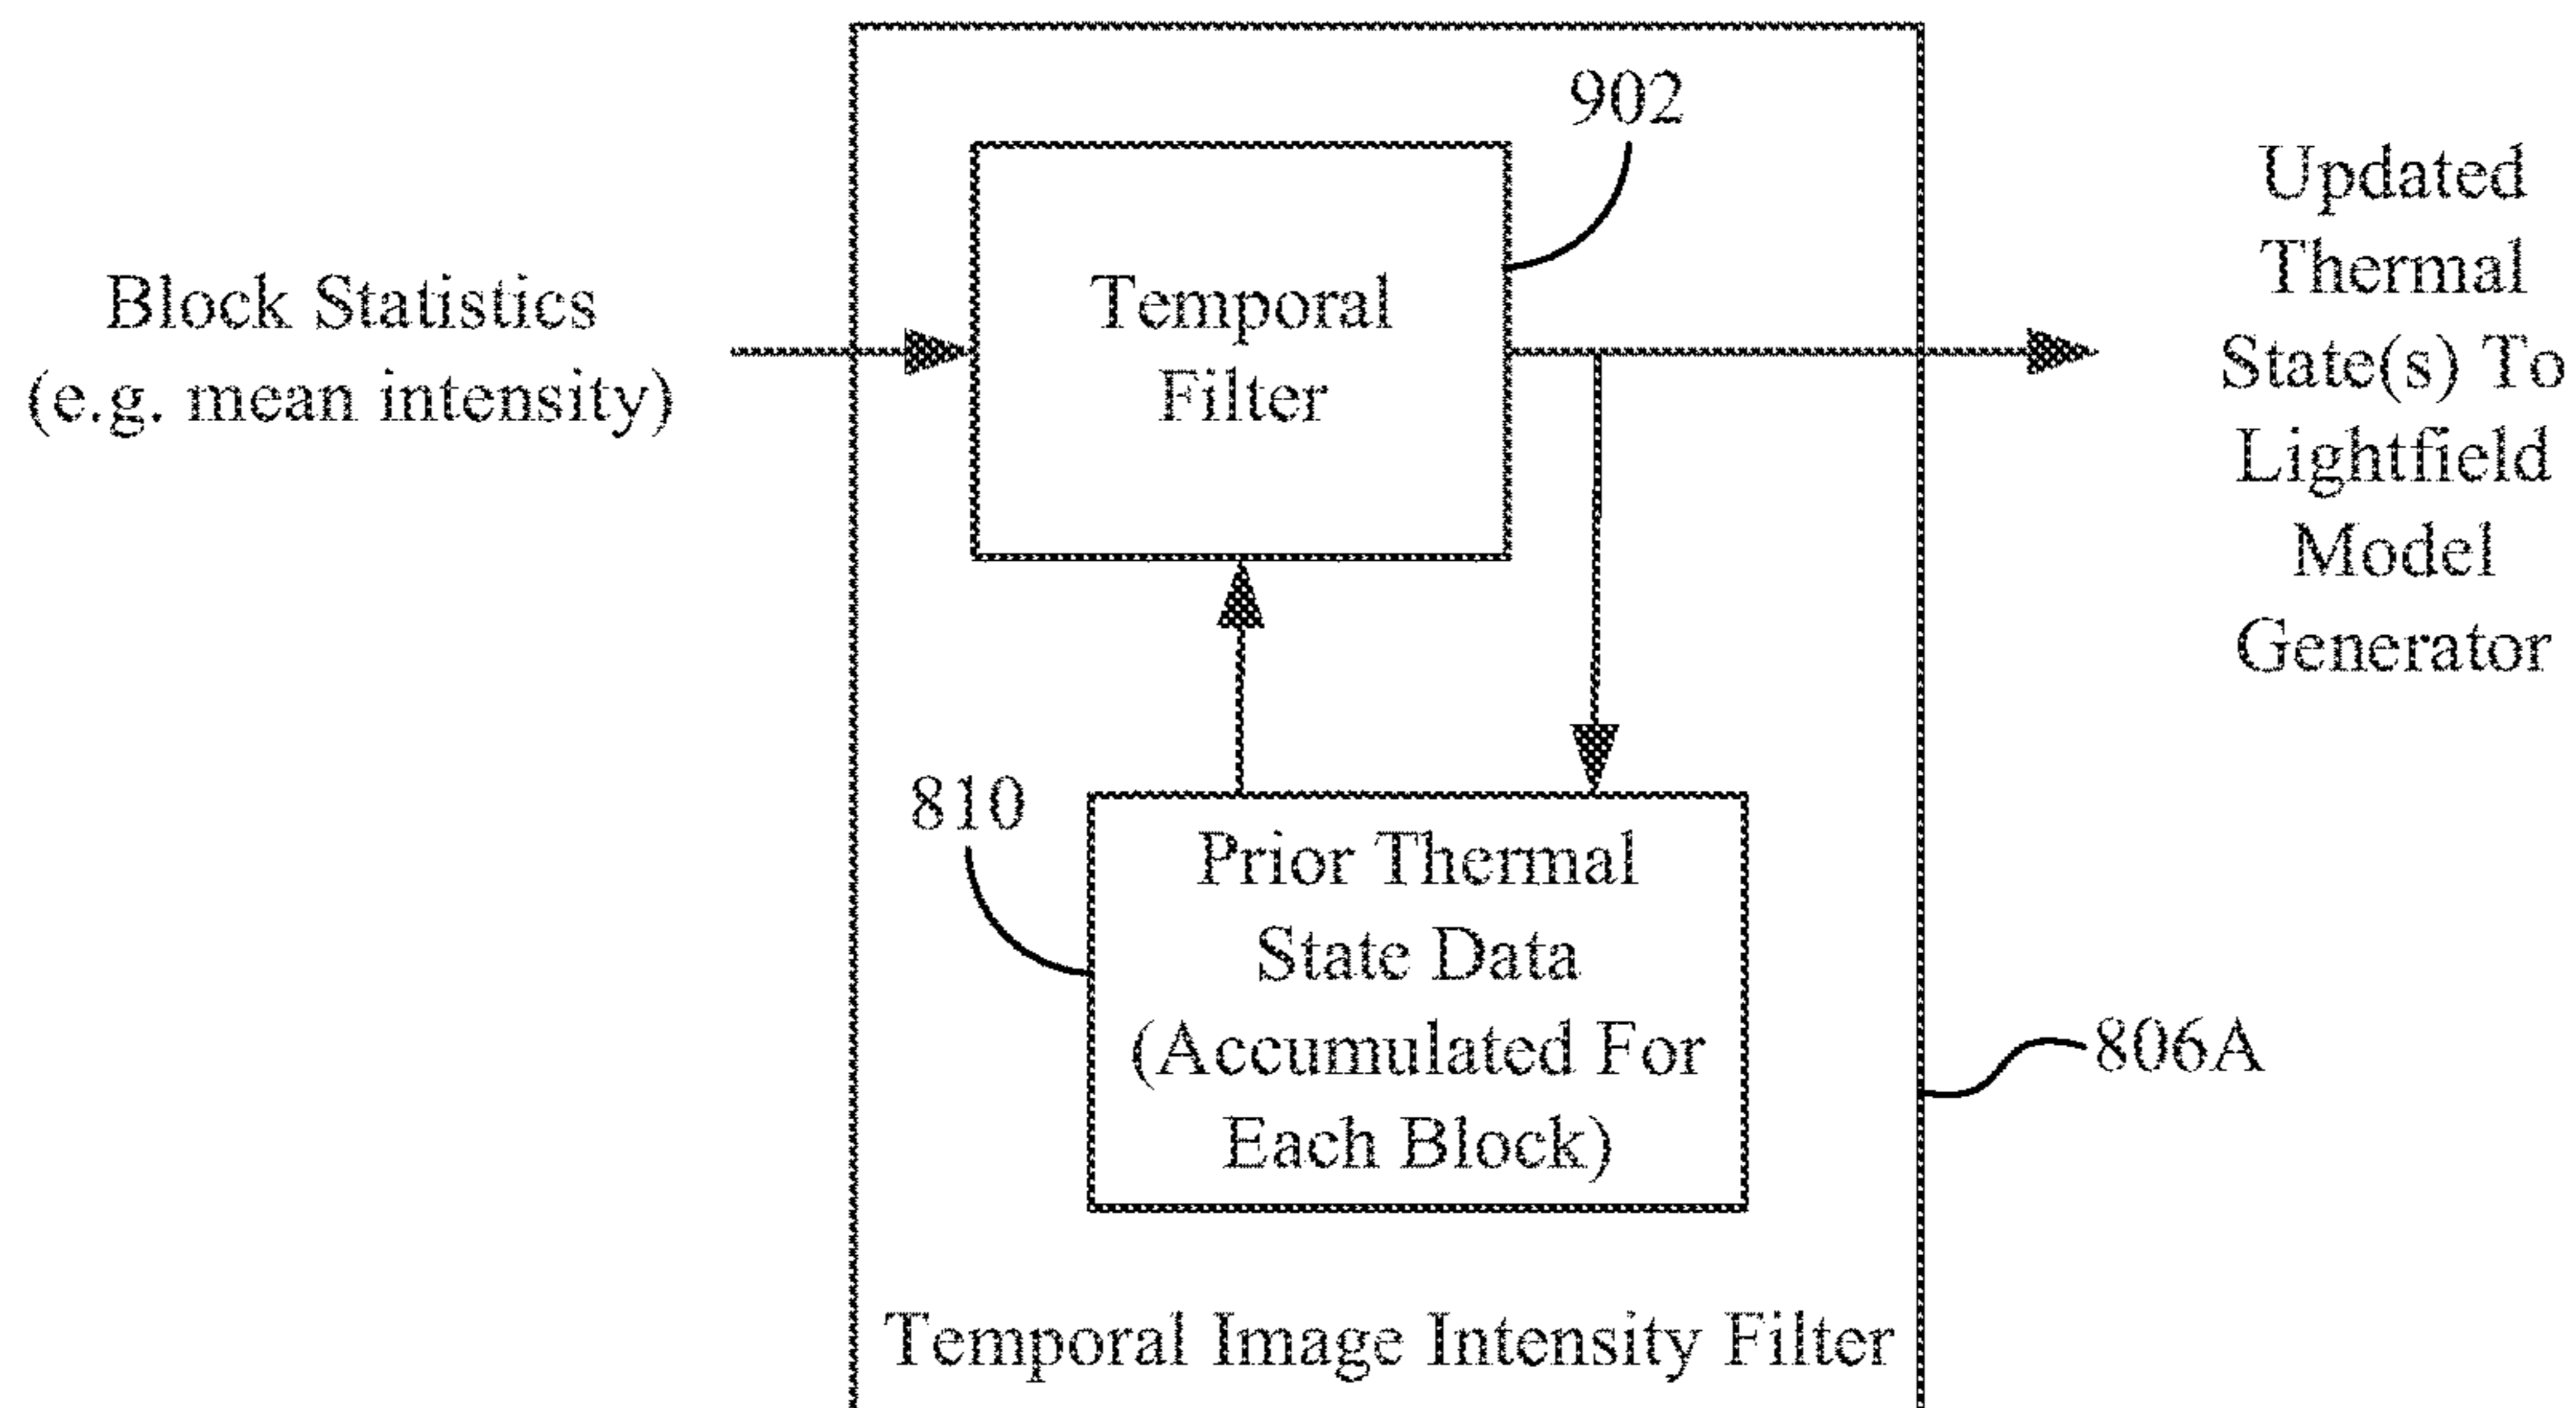 902
Block Statistics
(e.g. mean intensity)
Temporal
Filter
Updated
Thermal
State(s) To
Lightfield
Model
Generator
810
Prior Thermal
State Data
(Accumulated For
Each Block)
806A
Temporal Image Intensity Filter